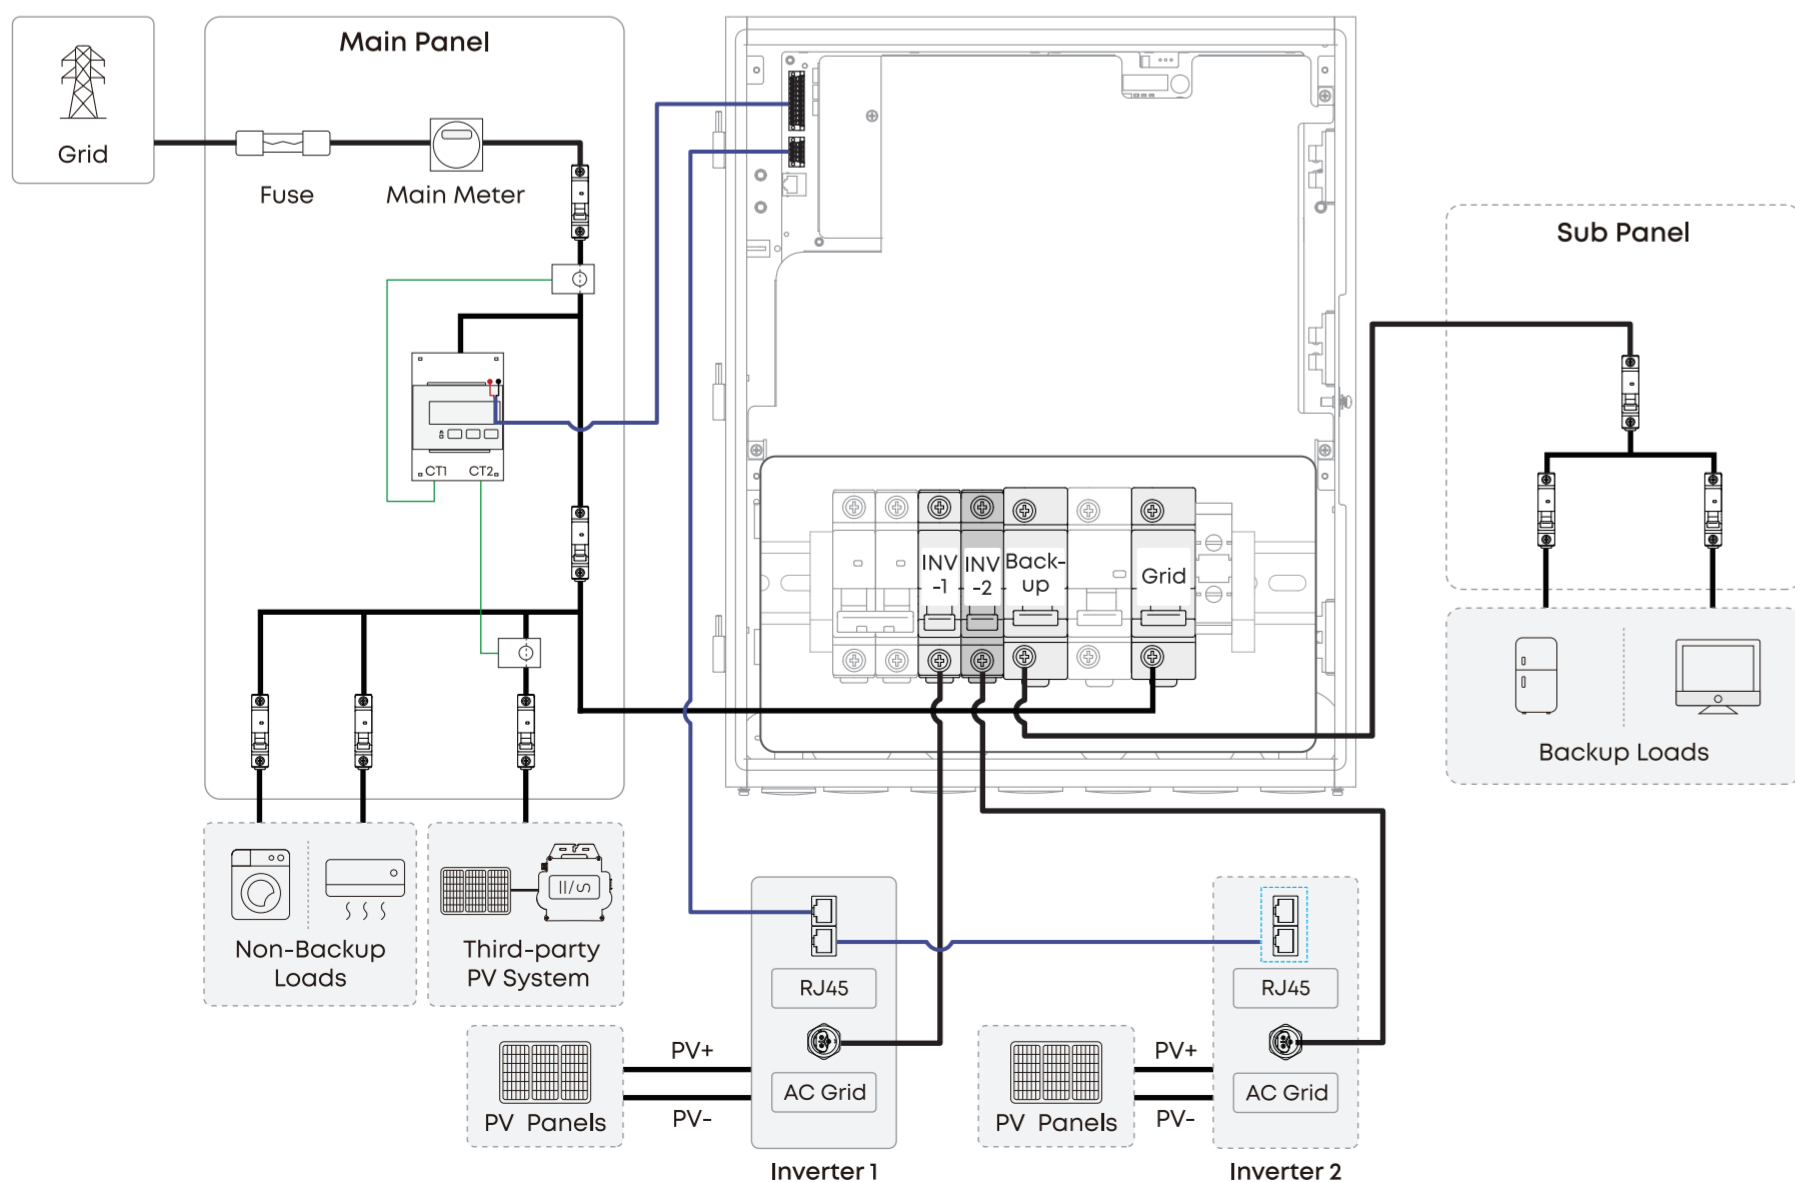 Main Panel
Grid
Fuse
Main Meter
Sub Panel
CT1
CT2
INV
-1
INV
-2
Back-
up
Grid
Backup Loads
Non-Backup
Loads
Third-party
PV System
RJ45
RJ45
PV+
PV+
AC Grid
AC Grid
PV Panels
PV-
PV Panels
PV-
Inverter 1
Inverter 2